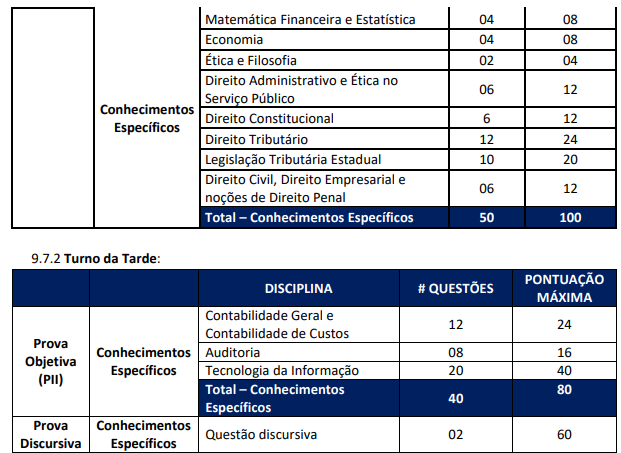 Matemática Financeira e Estatística 04 08
Economia 04 08
Ética e Filosofia 02 04
Direito Administrativo e Ética no
Serviço Público 06 12
Conhecimentos
Específicos
Direito Constitucional 6 12
Direito Tributário 12 24
Legislação Tributária Estadual 10 20
Direito Civil, Direito Empresarial e
noções de Direito Penal 06 12
Total – Conhecimentos Específicos 50 100
9.7.2 Turno da Tarde:
DISCIPLINA # QUESTÕES PONTUAÇÃO
MÁXIMA
Prova
Objetiva
(PII)
Conhecimentos
Específicos
Contabilidade Geral e
Contabilidade de Custos 12 24
Auditoria 08 16
Tecnologia da Informação 20 40
Total – Conhecimentos
Específicos 40 80
Prova
Discursiva
Conhecimentos
Específicos
Questão discursiva 02 60